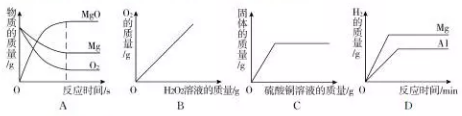 物质的质量/g
MgO
Mg
O₂
O
反应时间/s
A
O₂的质量/g
O
H₂O₂溶液的质量/g
B
固体的质量/g
O
硫酸铜溶液的质量/g
C
H₂的质量/g
Mg
Al
O
反应时间/min
D